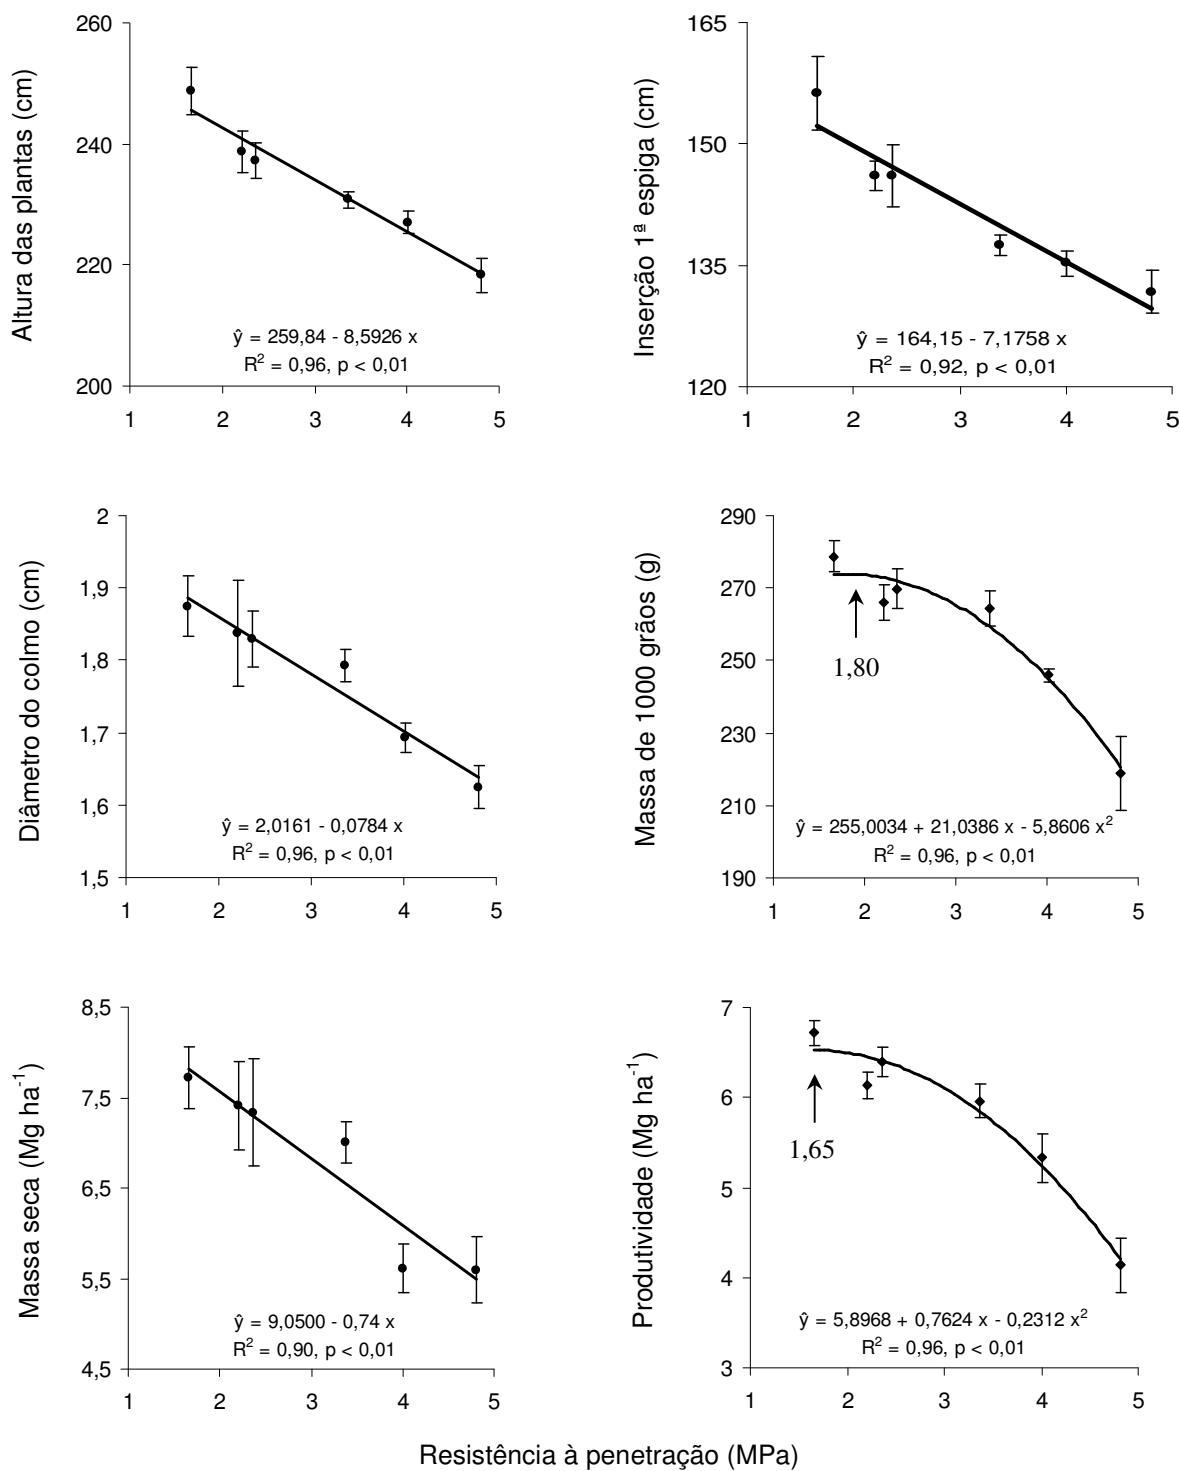 260
240
220
200
Altura das plantas (cm)
ŷ = 259,84 - 8,5926 x
R² = 0,96, p < 0,01
1 2 3 4 5
165
150
135
120
Inserção 1ª espiga (cm)
ŷ = 164,15 - 7,1758 x
R² = 0,92, p < 0,01
1 2 3 4 5
2
1,9
1,8
1,7
1,6
1,5
Diâmetro do colmo (cm)
ŷ = 2,0161 - 0,0784 x
R² = 0,96, p < 0,01
1 2 3 4 5
290
270
250
230
210
190
Massa de 1000 grãos (g)
1,80
ŷ = 255,0034 + 21,0386 x - 5,8606 x²
R² = 0,96, p < 0,01
1 2 3 4 5
8,5
7,5
6,5
5,5
4,5
Massa seca (Mg ha⁻¹)
ŷ = 9,0500 - 0,74 x
R² = 0,90, p < 0,01
1 2 3 4 5
7
6
5
4
3
Produtividade (Mg ha⁻¹)
1,65
ŷ = 5,8968 + 0,7624 x - 0,2312 x²
R² = 0,96, p < 0,01
1 2 3 4 5
Resistência à penetração (MPa)